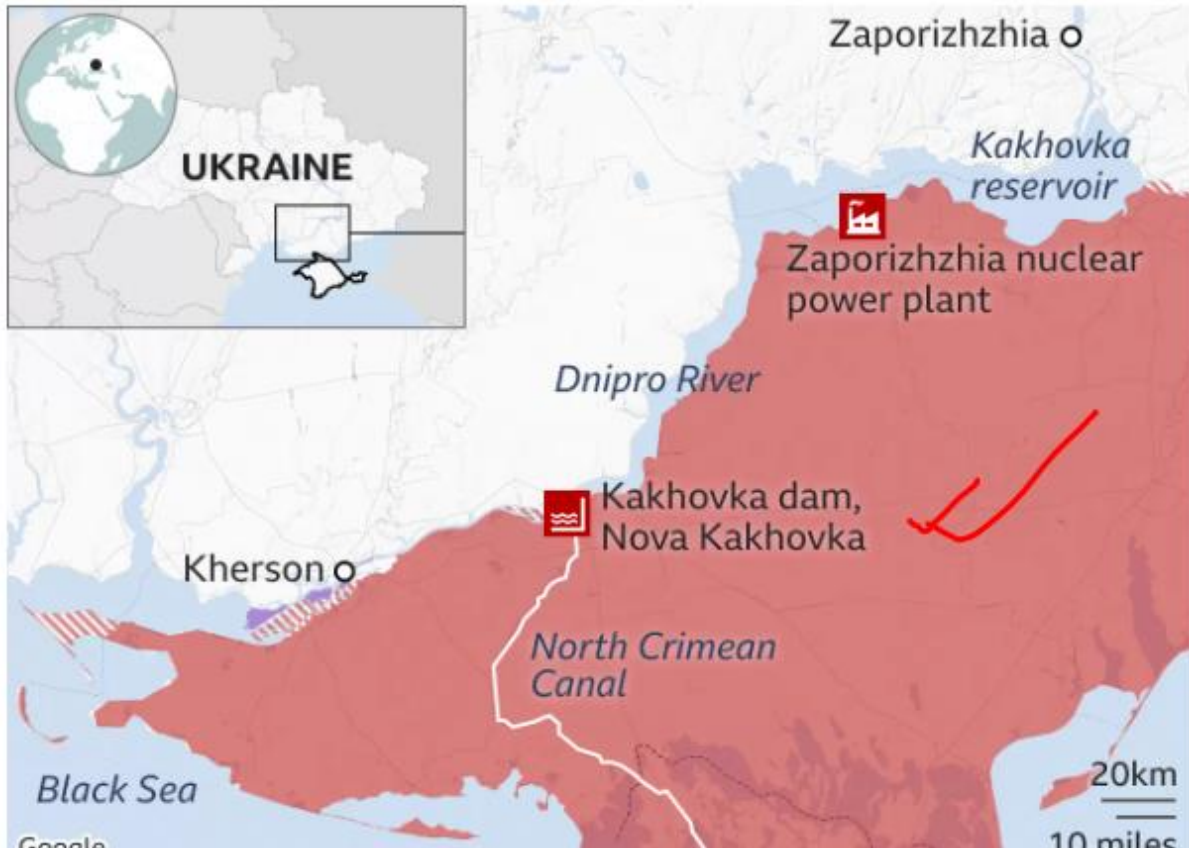 UKRAINE
Zaporizhzhia
Kakhovka
reservoir
Zaporizhzhia nuclear
power plant
Dnipro River
Kakhovka dam,
Nova Kakhovka
Kherson
North Crimean
Canal
Black Sea
20km
10 miles
Google